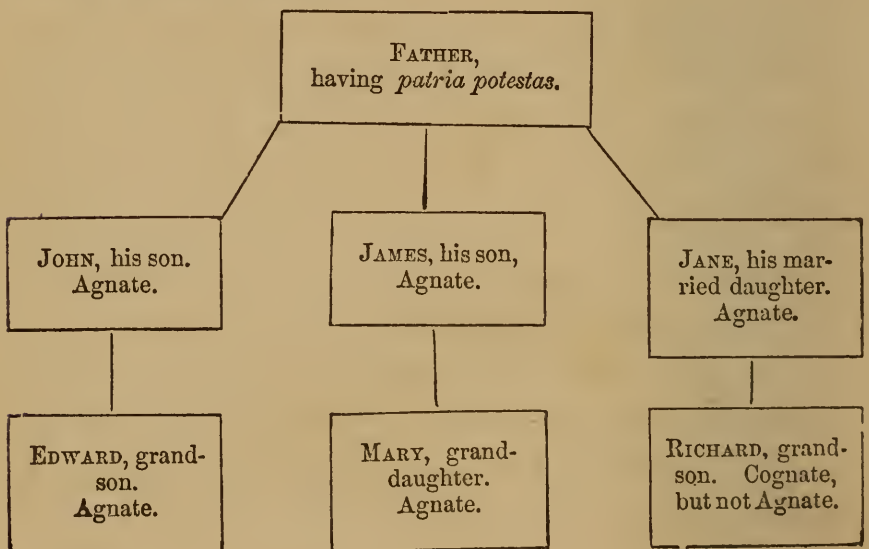 FATHER,
having patria potestas.
JOHN, his son.
Agnate.
JAMES, his son,
Agnate.
JANE, his mar-
ried daughter.
Agnate.
EDWARD, grand-
son.
Agnate.
MARY, grand-
daughter.
Agnate.
RICHARD, grand-
son. Cognate,
but not Agnate.